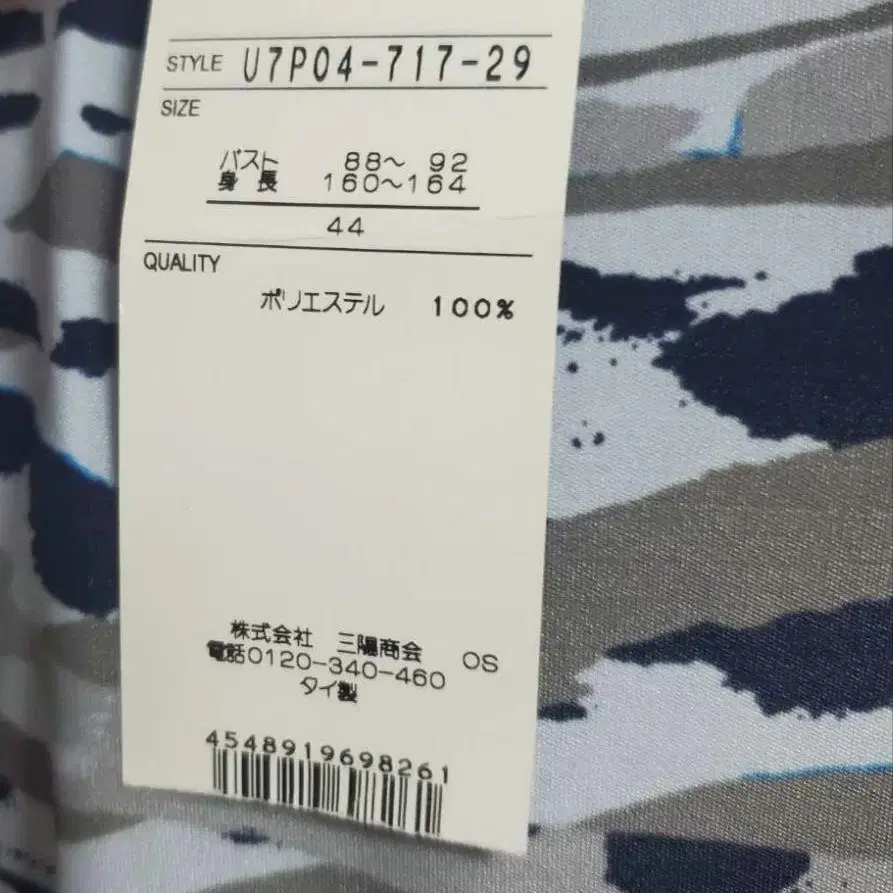 STYLE U7P04-717-29
SIZE
バスト 88〜 92
身長 160〜164
44
QUALITY
ポリエステル 100%
株式会社 三陽商会 OS
電話0120-340-460
タイ製
4548919698261